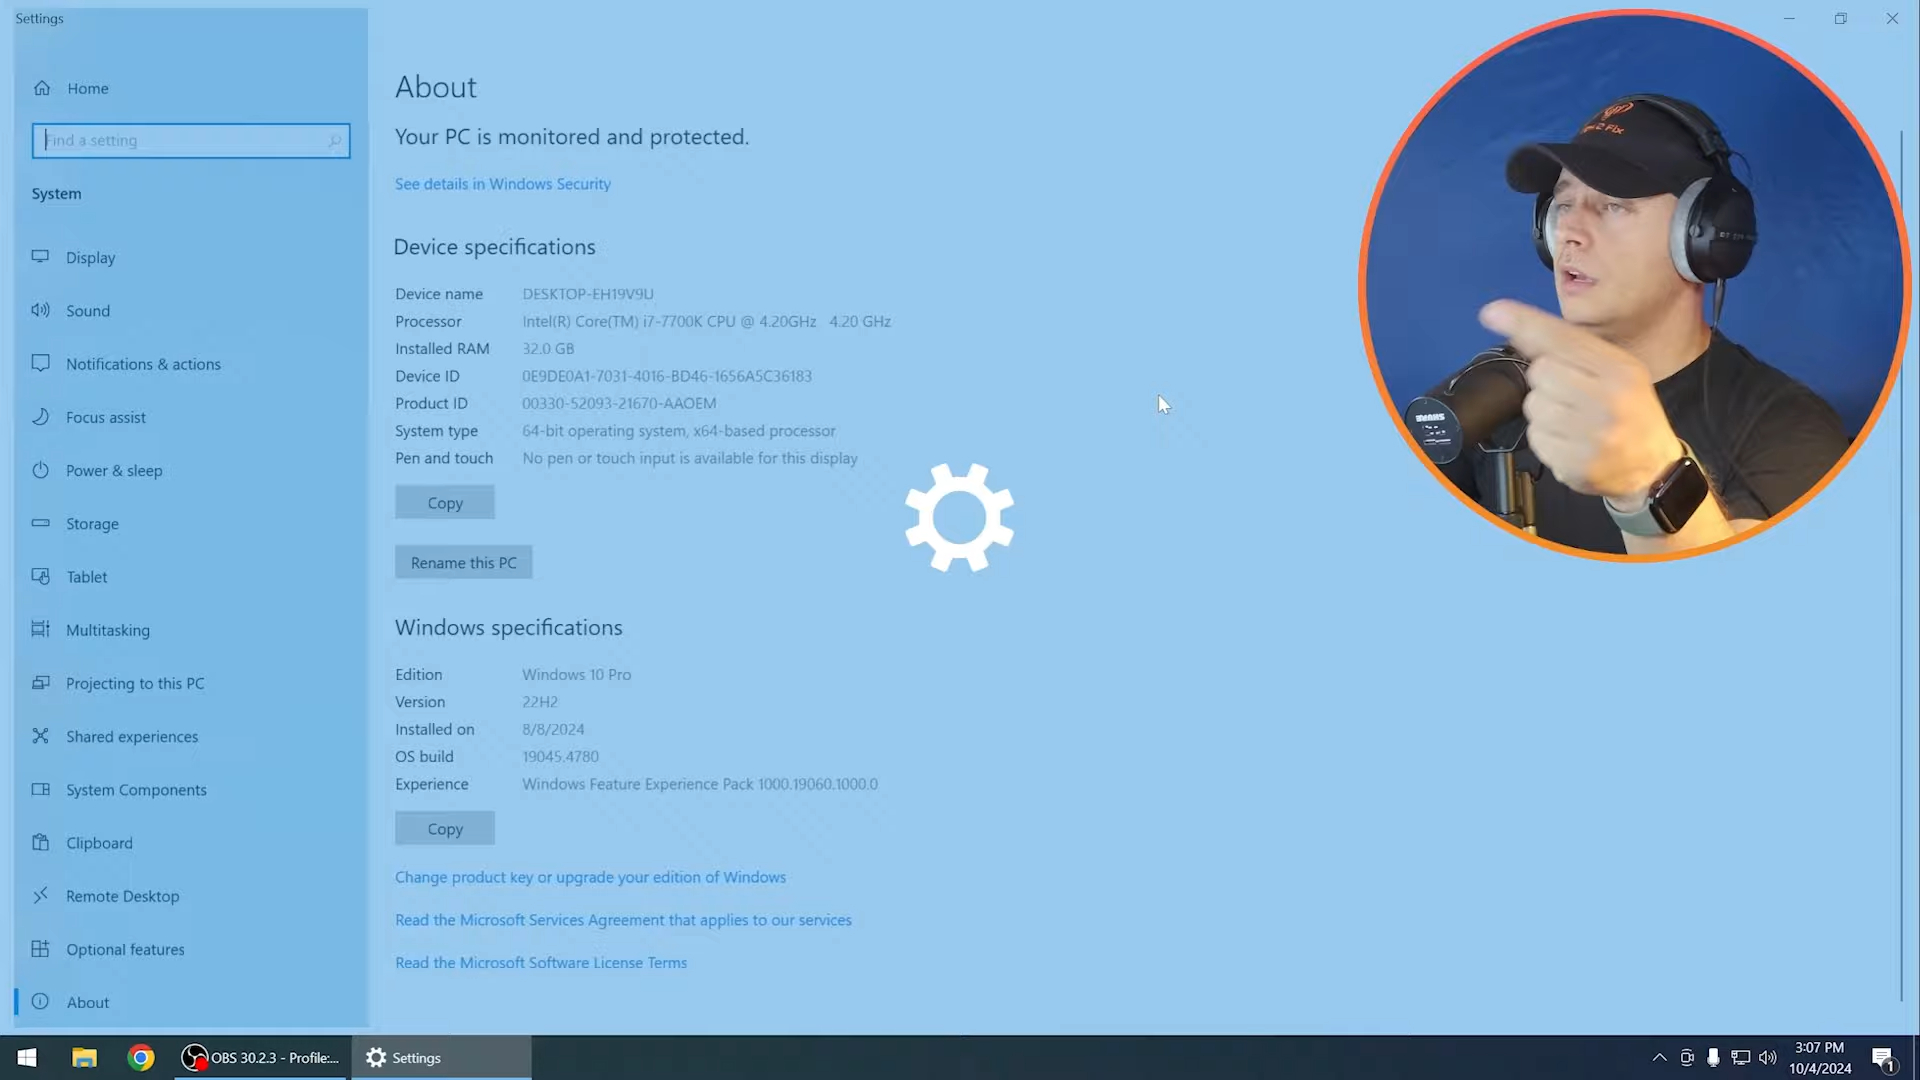 Settings
Home
Find a setting
System
Display
Sound
Notifications & actions
Focus assist
Power & sleep
Storage
Tablet
Multitasking
Projecting to this PC
Shared experiences
System Components
Clipboard
Remote Desktop
Optional features
About
About
Your PC is monitored and protected.
See details in Windows Security
Device specifications
Device name DESKTOP-EH19V9U
Processor Intel(R) Core(TM) i7-7700K CPU @ 4.20GHz 4.20 GHz
Installed RAM 32.0 GB
Device ID 0E9DE0A1-7031-4016-BD46-1656A5C36183
Product ID 00330-52093-21670-AAOEM
System type 64-bit operating system, x64-based processor
Pen and touch No pen or touch input is available for this display
Copy
Rename this PC
Windows specifications
Edition Windows 10 Pro
Version 22H2
Installed on 8/8/2024
OS build 19045.4780
Experience Windows Feature Experience Pack 1000.19060.1000.0
Copy
Change product key or upgrade your edition of Windows
Read the Microsoft Services Agreement that applies to our services
Read the Microsoft Software License Terms
OBS 30.2.3 - Profile:...
Settings
3:07 PM
10/4/2024
1